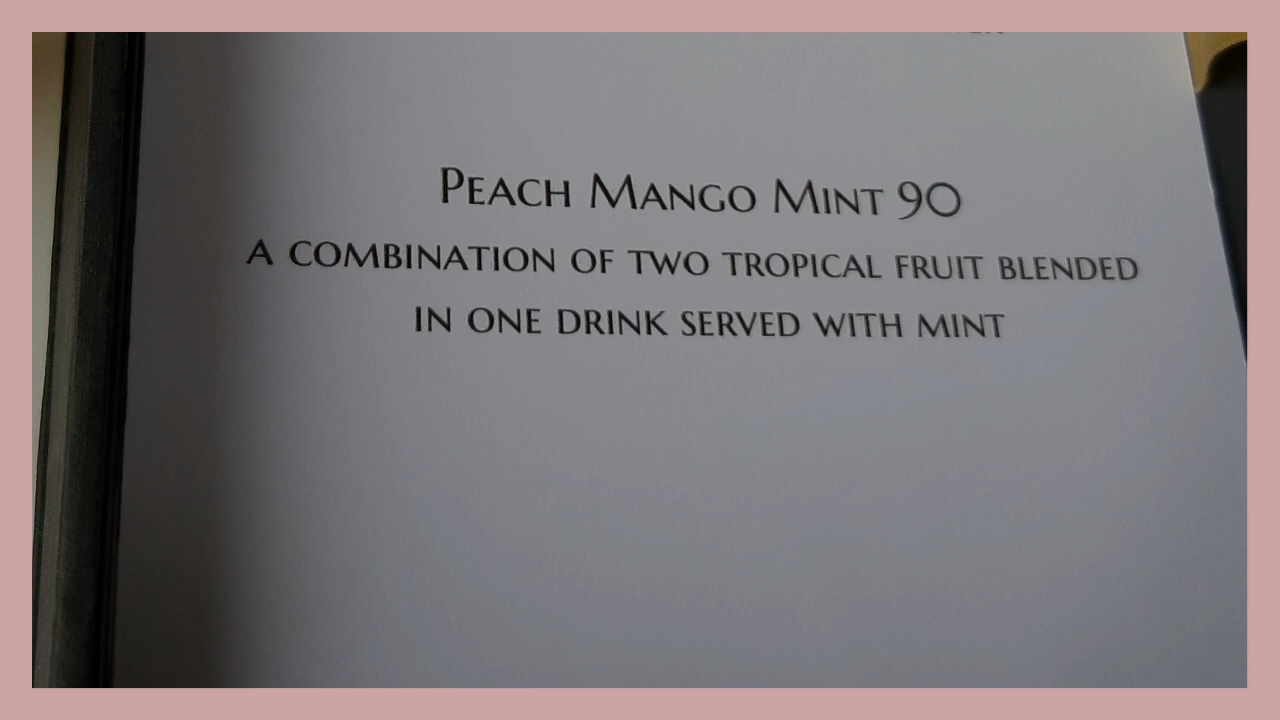 Peach Mango Mint 90
A combination of two tropical fruit blended
in one drink served with mint